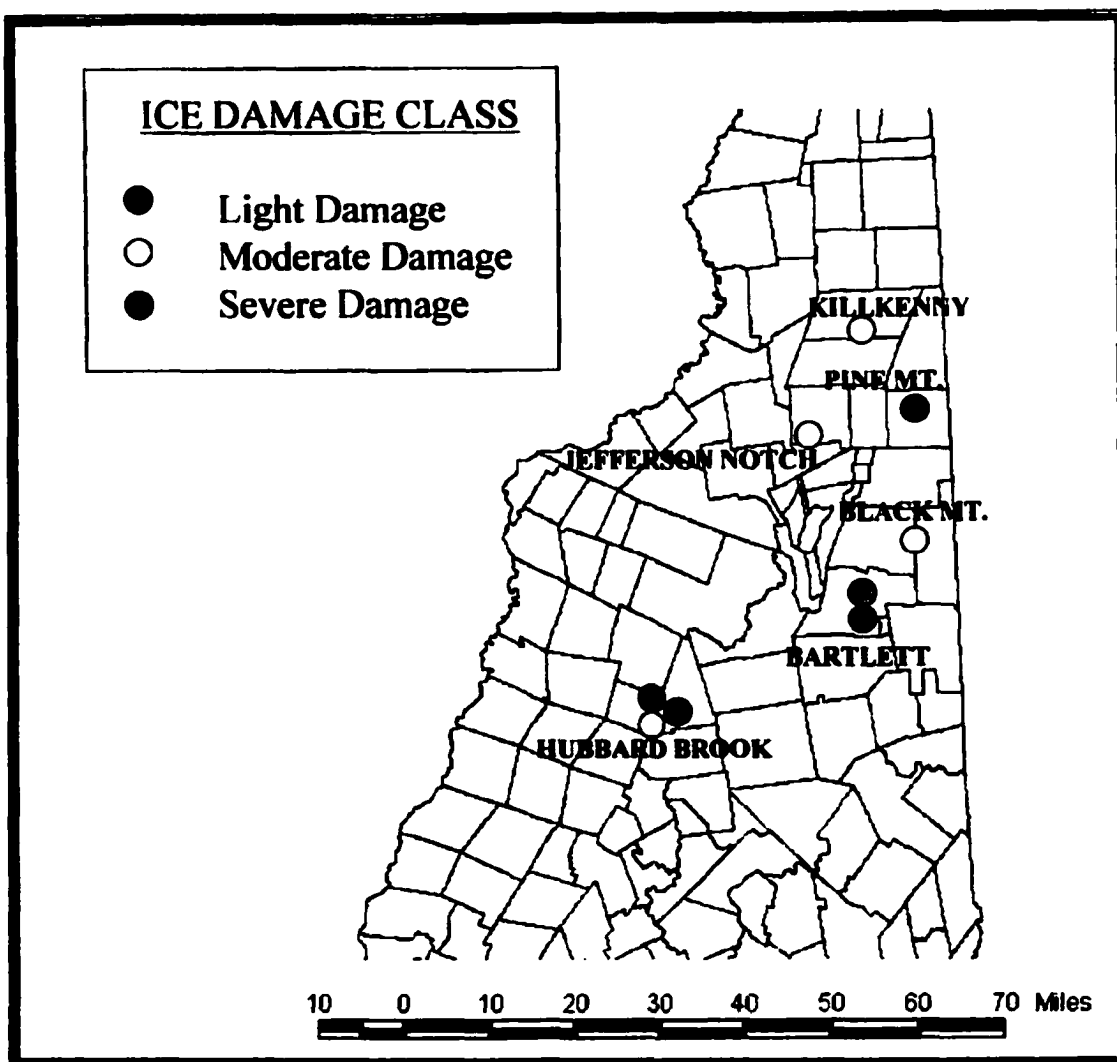 ICE DAMAGE CLASS
Light Damage
Moderate Damage
Severe Damage
KILLKENNY
PINE MT.
JEFFERSON NOTCH
BLACK MT.
BARTLETT
HUBBARD BROOK
10 0 10 20 30 40 50 60 70 Miles